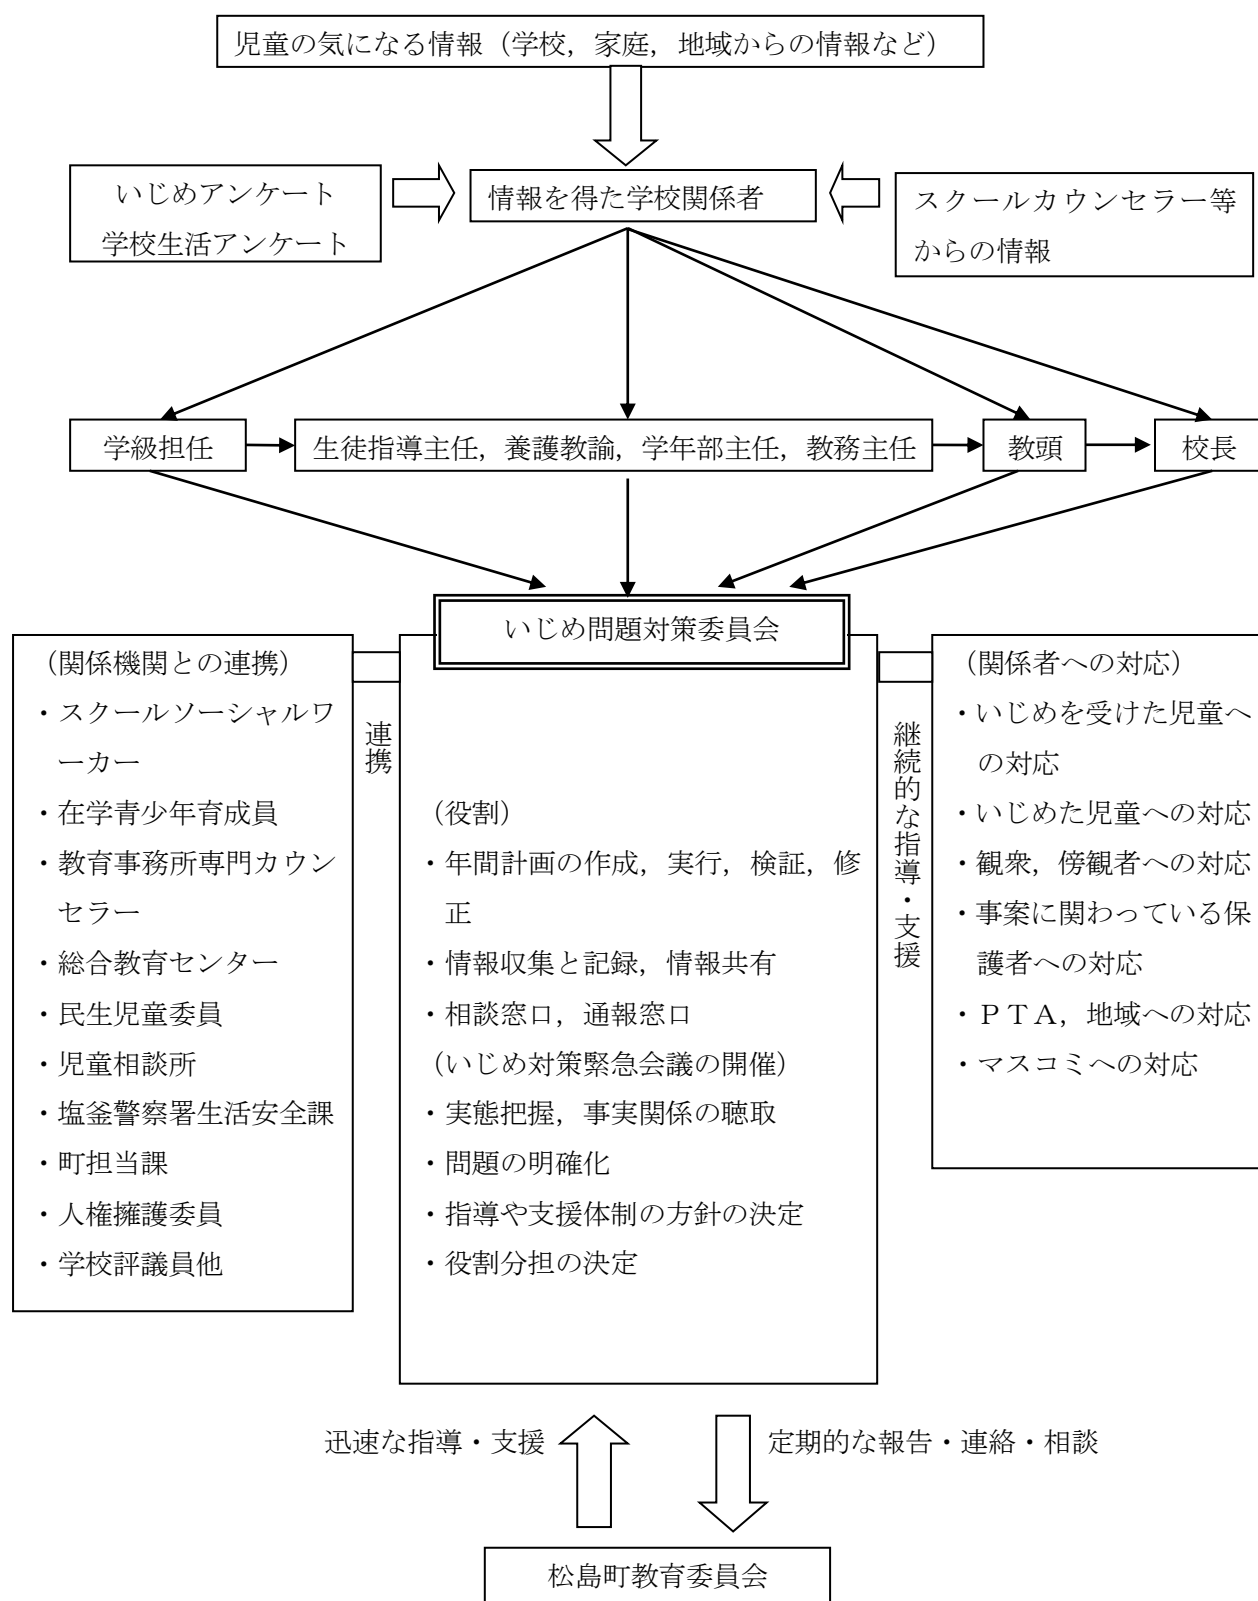 児童の気になる情報（学校，家庭，地域からの情報など）
いじめアンケート
学校生活アンケート
情報を得た学校関係者
スクールカウンセラー等
からの情報
学級担任
生徒指導主任，養護教諭，学年部主任，教務主任
教頭
校長
いじめ問題対策委員会
（関係機関との連携）
・スクールソーシャルワ
ーカー
・在学青少年育成員
・教育事務所専門カウン
セラー
・総合教育センター
・民生児童委員
・児童相談所
・塩釜警察署生活安全課
・町担当課
・人権擁護委員
・学校評議員他
連携
（役割）
・年間計画の作成，実行，検証，修
正
・情報収集と記録，情報共有
・相談窓口，通報窓口
（いじめ対策緊急会議の開催）
・実態把握，事実関係の聴取
・問題の明確化
・指導や支援体制の方針の決定
・役割分担の決定
継続的な指導・支援
（関係者への対応）
・いじめを受けた児童へ
の対応
・いじめた児童への対応
・観衆，傍観者への対応
・事案に関わっている保
護者への対応
・ＰＴＡ，地域への対応
・マスコミへの対応
迅速な指導・支援
定期的な報告・連絡・相談
松島町教育委員会